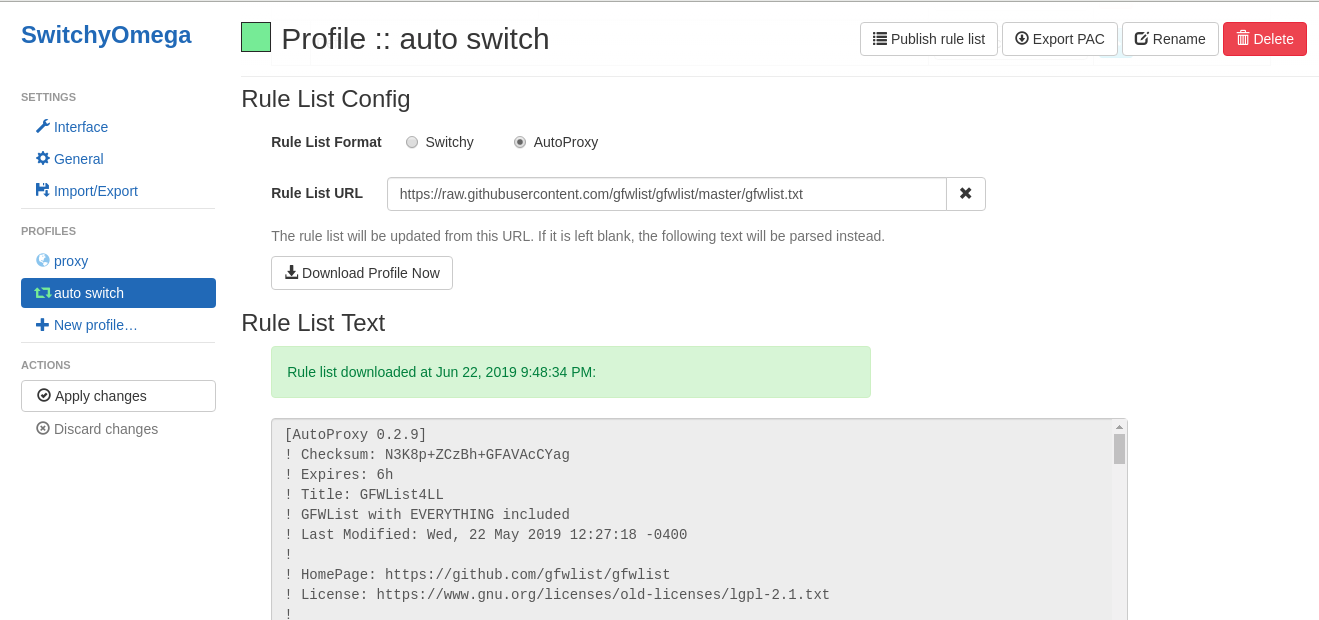 SwitchyOmega
SETTINGS
Interface
General
Import/Export
PROFILES
proxy
auto switch
New profile…
ACTIONS
Apply changes
Discard changes
Profile :: auto switch
Publish rule list
Export PAC
Rename
Delete
Rule List Config
Rule List Format Switchy AutoProxy
Rule List URL https://raw.githubusercontent.com/gfwlist/gfwlist/master/gfwlist.txt
The rule list will be updated from this URL. If it is left blank, the following text will be parsed instead.
Download Profile Now
Rule List Text
Rule list downloaded at Jun 22, 2019 9:48:34 PM:
[AutoProxy 0.2.9]
! Checksum: N3K8p+ZCzBh+GFAVAcCYag
! Expires: 6h
! Title: GFWList4LL
! GFWList with EVERYTHING included
! Last Modified: Wed, 22 May 2019 12:27:18 -0400
!
! HomePage: https://github.com/gfwlist/gfwlist
! License: https://www.gnu.org/licenses/old-licenses/lgpl-2.1.txt
!